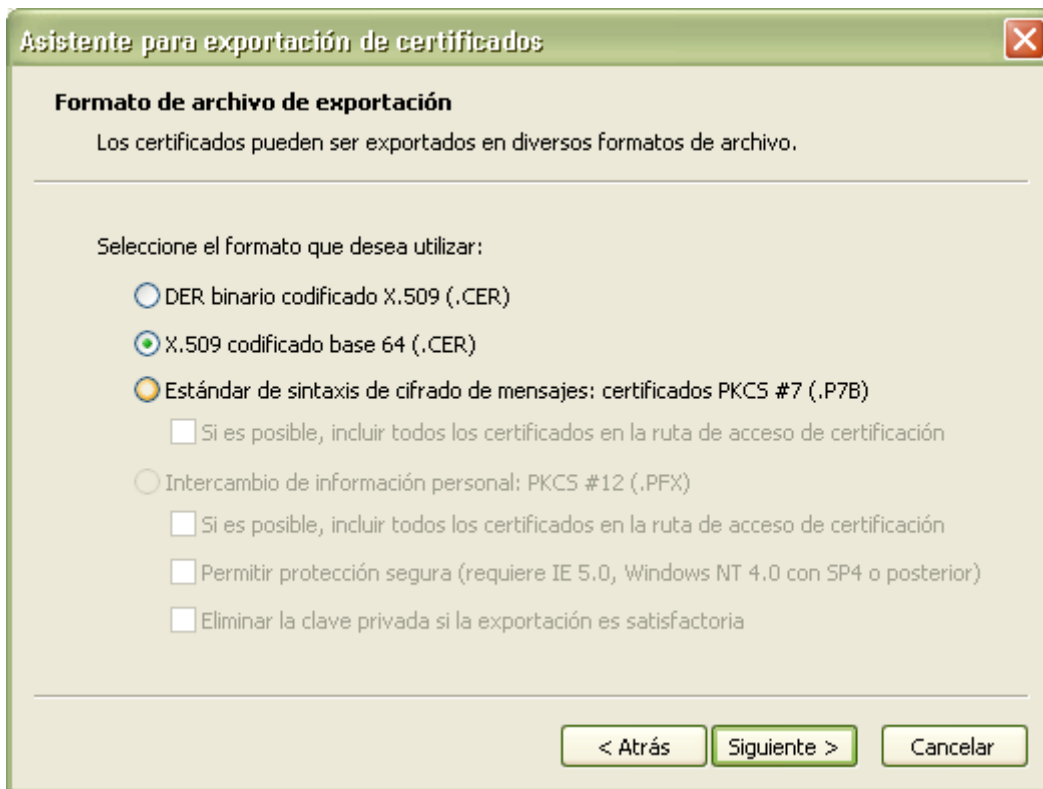 Asistente para exportación de certificados
Formato de archivo de exportación
Los certificados pueden ser exportados en diversos formatos de archivo.
Seleccione el formato que desea utilizar:
DER binario codificado X.509 (.CER)
X.509 codificado base 64 (.CER)
Estándar de sintaxis de cifrado de mensajes: certificados PKCS #7 (.P7B)
Si es posible, incluir todos los certificados en la ruta de acceso de certificación
Intercambio de información personal: PKCS #12 (.PFX)
Si es posible, incluir todos los certificados en la ruta de acceso de certificación
Permitir protección segura (requiere IE 5.0, Windows NT 4.0 con SP4 o posterior)
Eliminar la clave privada si la exportación es satisfactoria
< Atrás Siguiente > Cancelar